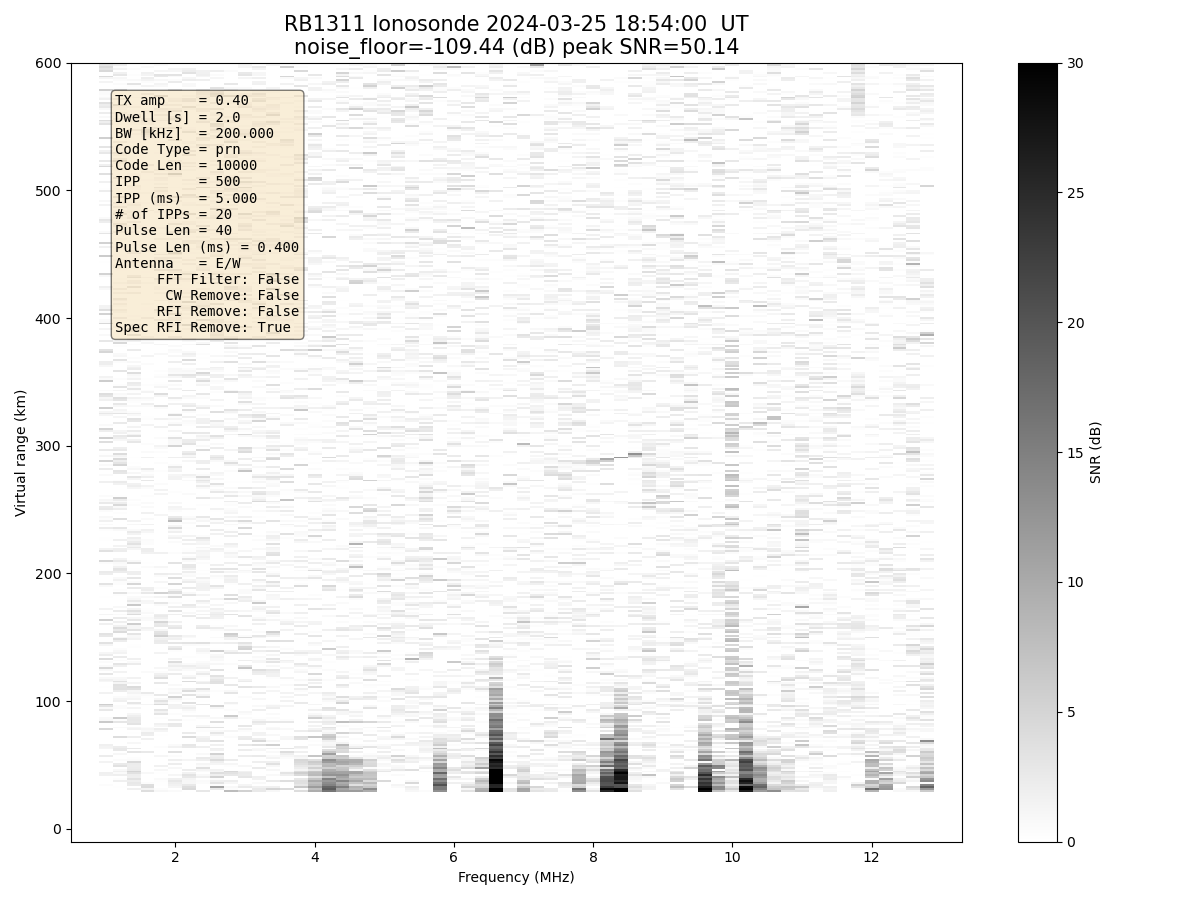 RB1311 Ionosonde 2024-03-25 18:54:00  UT
noise_floor=-109.44 (dB) peak SNR=50.14
TX amp    = 0.40
Dwell [s] = 2.0
BW [kHz]  = 200.000
Code Type = prn
Code Len  = 10000
IPP       = 500
IPP (ms)  = 5.000
# of IPPs = 20
Pulse Len = 40
Pulse Len (ms) = 0.400
Antenna   = E/W
FFT Filter: False
CW Remove: False
RFI Remove: False
Spec RFI Remove: True
Virtual range (km)
600
500
400
300
200
100
0
2
4
6
8
10
12
Frequency (MHz)
30
25
20
15
10
5
0
SNR (dB)